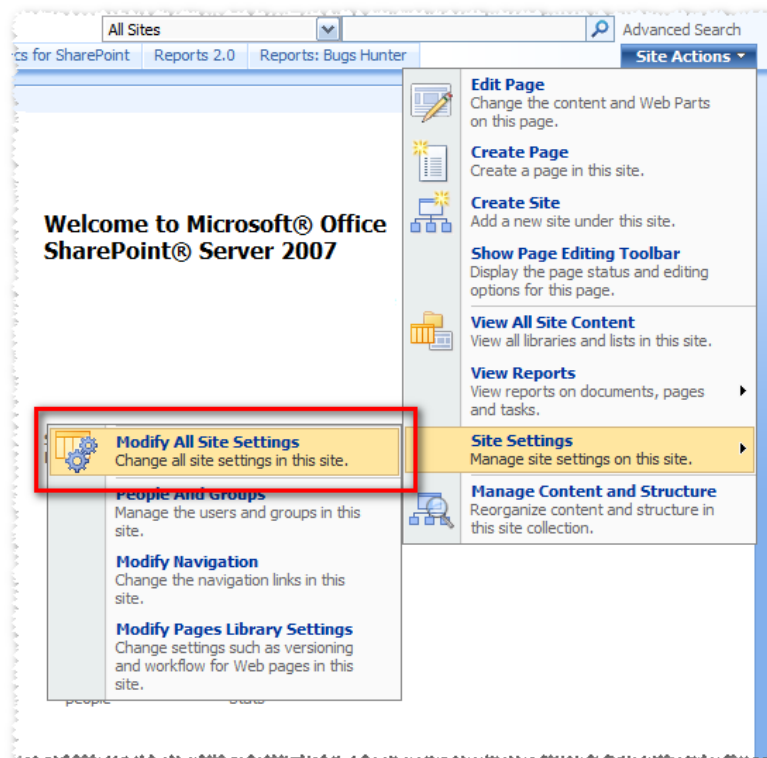 All Sites
Advanced Search
cs for SharePoint Reports 2.0 Reports: Bugs Hunter
Site Actions
Edit Page
Change the content and Web Parts
on this page.
Create Page
Create a page in this site.
Create Site
Add a new site under this site.
Show Page Editing Toolbar
Display the page status and editing
options for this page.
View All Site Content
View all libraries and lists in this site.
View Reports
View reports on documents, pages
and tasks.
Site Settings
Manage site settings on this site.
Manage Content and Structure
Reorganize content and structure in
this site collection.
Welcome to Microsoft® Office
SharePoint® Server 2007
Modify All Site Settings
Change all site settings in this site.
People And Groups
Manage the users and groups in this
site.
Modify Navigation
Change the navigation links in this
site.
Modify Pages Library Settings
Change settings such as versioning
and workflow for Web pages in this
site.
people